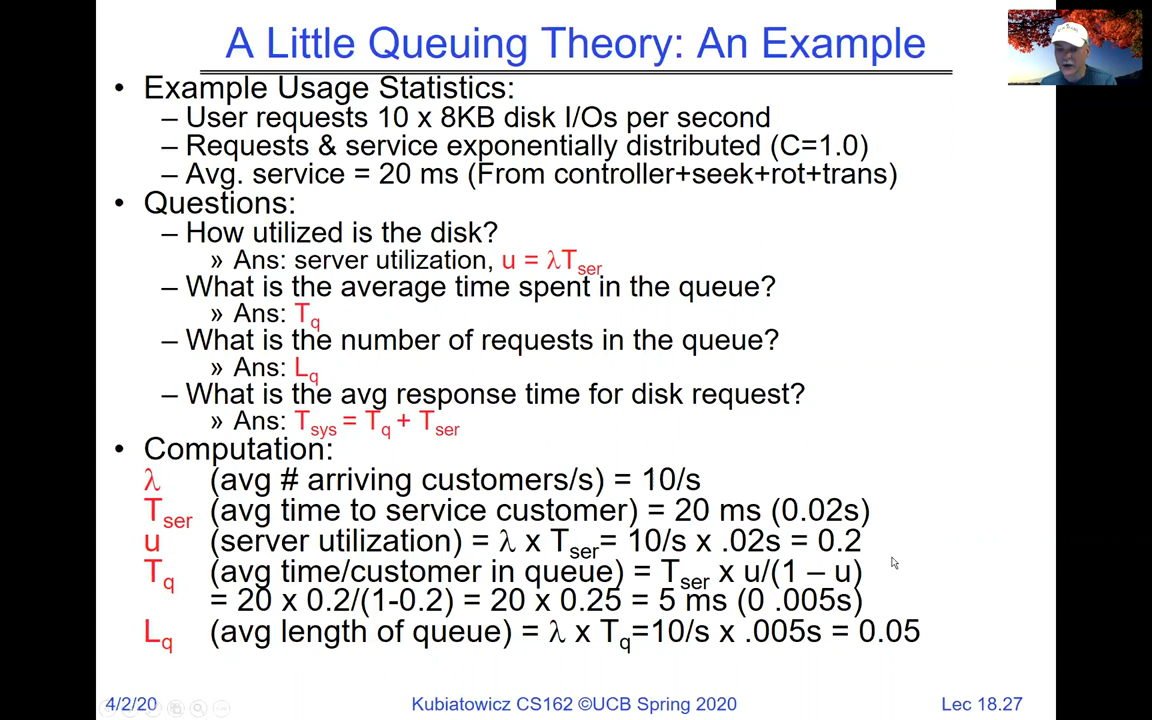 A Little Queuing Theory: An Example
• Example Usage Statistics:
– User requests 10 x 8KB disk I/Os per second
– Requests & service exponentially distributed (C=1.0)
– Avg. service = 20 ms (From controller+seek+rot+trans)
• Questions:
– How utilized is the disk?
» Ans: server utilization, u = λTser
– What is the average time spent in the queue?
» Ans: Tq
– What is the number of requests in the queue?
» Ans: Lq
– What is the avg response time for disk request?
» Ans: Tsys = Tq + Tser
• Computation:
λ (avg # arriving customers/s) = 10/s
Tser (avg time to service customer) = 20 ms (0.02s)
u (server utilization) = λ x Tser= 10/s x .02s = 0.2
Tq (avg time/customer in queue) = Tser x u/(1 – u)
= 20 x 0.2/(1-0.2) = 20 x 0.25 = 5 ms (0 .005s)
Lq (avg length of queue) = λ x Tq=10/s x .005s = 0.05
4/2/20 Kubiatowicz CS162 ©UCB Spring 2020 Lec 18.27